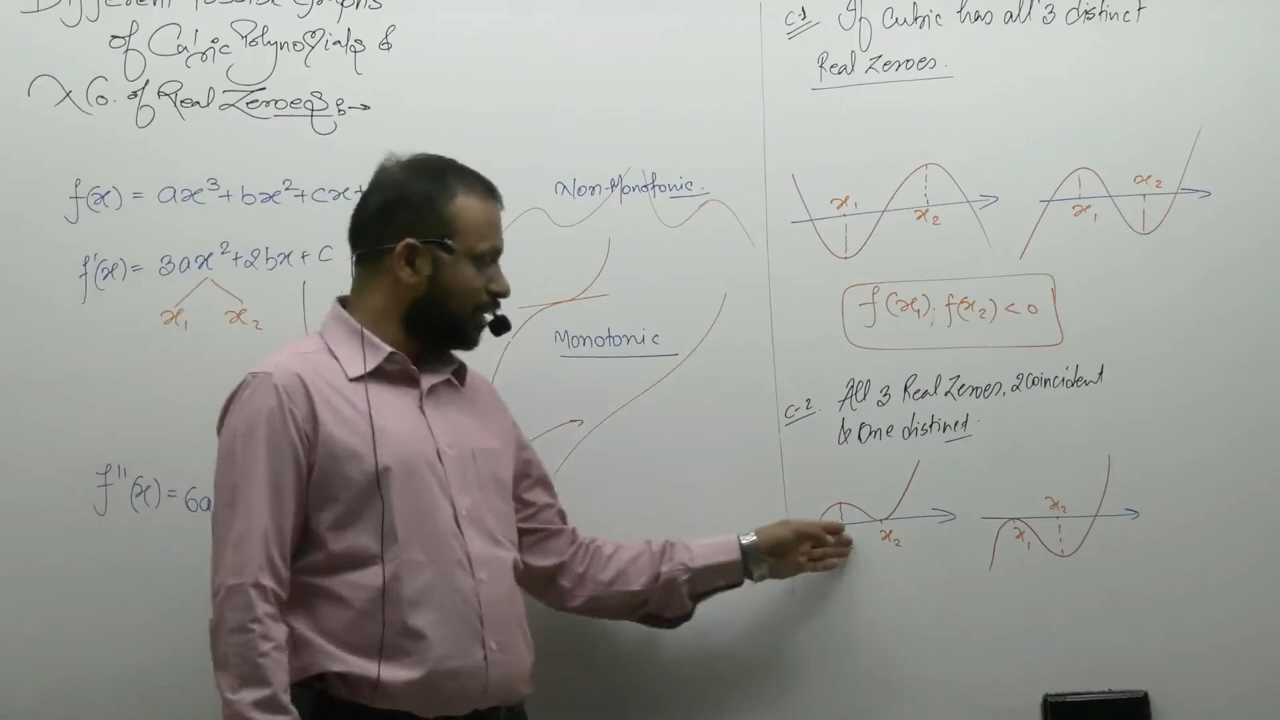 Different Possible Graphs
of Cubic Polynomials &
No. of Real Zeroes :→
f(x) = ax³+bx²+cx+
f'(x) = 3ax²+2bx+c
x₁ x₂
f''(x) = 6a
Non-Monotonic.
Monotonic
C-1 If Cubic has all 3 distinct
Real Zeroes.
x₁ x₂
x₁ x₂
f(x₁). f(x₂) < 0
C-2. All 3 Real Zeroes, 2 coincident
& One distinct.
x₂
x₁ x₂